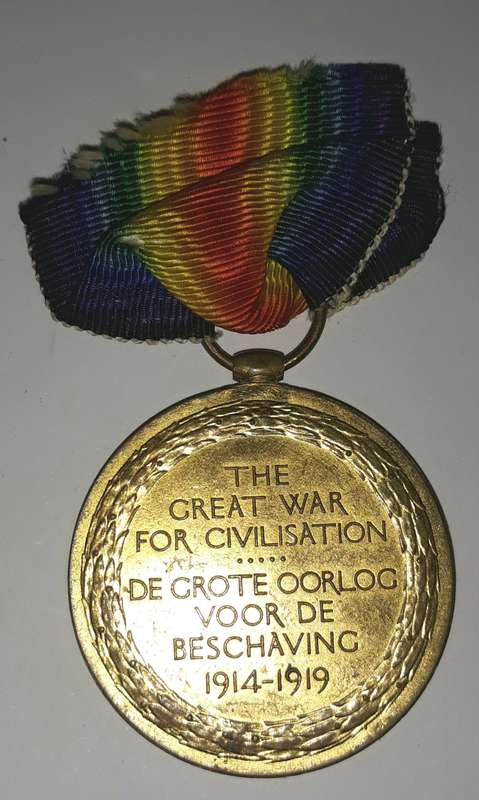 THE
GREAT WAR
FOR CIVILISATION
.....
DE GROTE OORLOG
VOOR DE
BESCHAVING
1914-1919